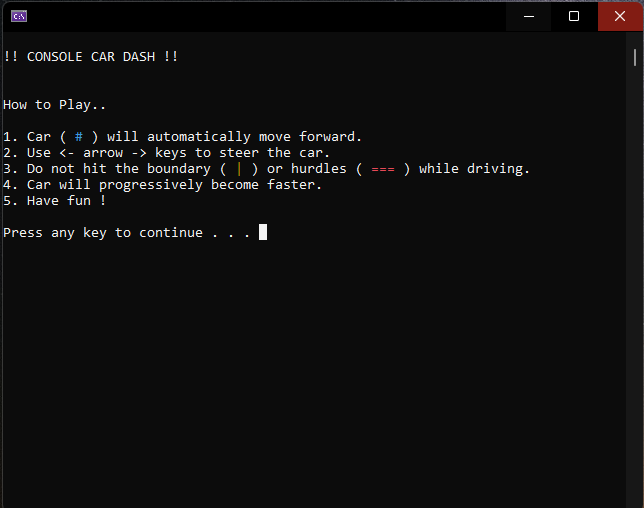 C:\
!! CONSOLE CAR DASH !!
How to Play..
1. Car ( # ) will automatically move forward.
2. Use <- arrow -> keys to steer the car.
3. Do not hit the boundary ( | ) or hurdles ( === ) while driving.
4. Car will progressively become faster.
5. Have fun !
Press any key to continue . . .